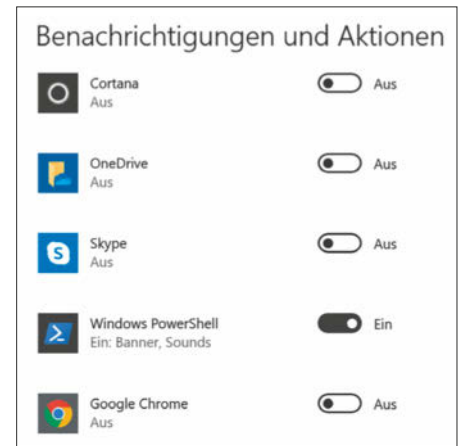 Benachrichtigungen und Aktionen
Cortana
Aus
Aus
OneDrive
Aus
Aus
Skype
Aus
Aus
Windows PowerShell
Ein: Banner, Sounds
Ein
Google Chrome
Aus
Aus